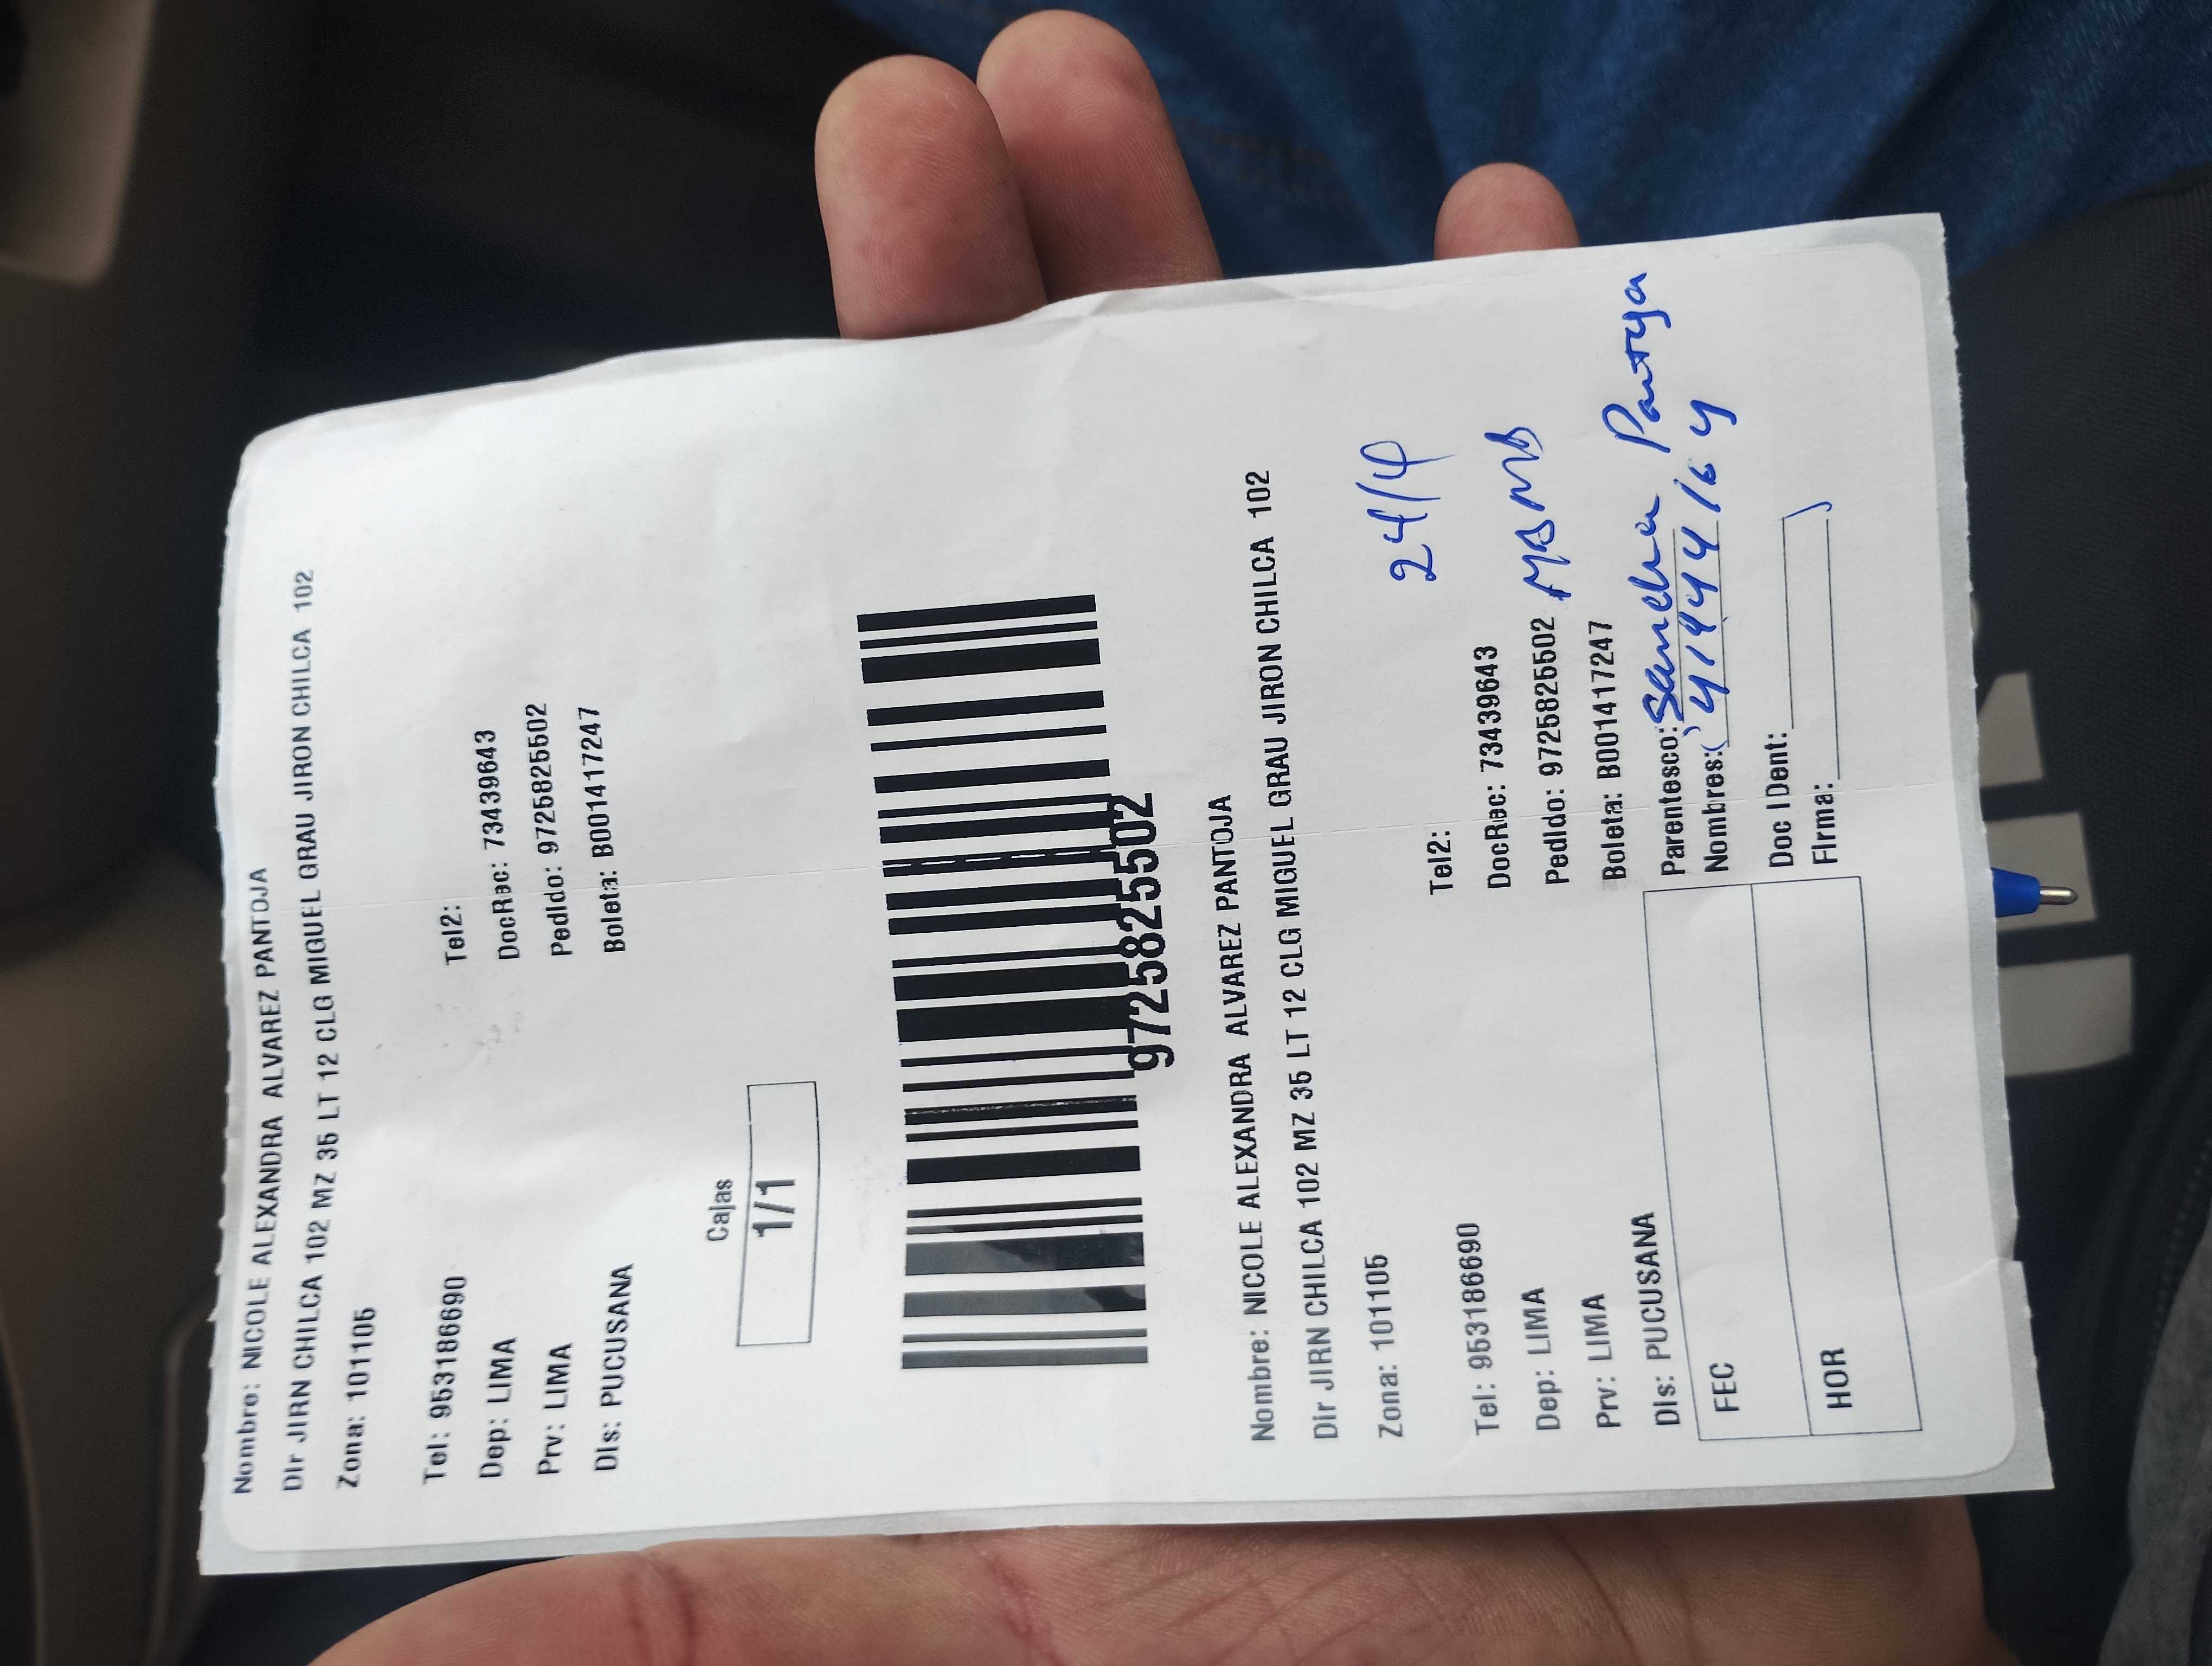 Nombre: NICOLE ALEXANDRA ALVAREZ PANTOJA
Dir JIRN CHILCA 102 MZ 35 LT 12 CLG MIGUEL GRAU JIRON CHILCA 102
Zona: 101105
Tel: 953186690 Tel2:
Dep: LIMA DocRec: 73439643
Prv: LIMA Pedido: 9725825502
Dis: PUCUSANA Boleta: B001417247
Cajas
1/1
9725825502
Nombre: NICOLE ALEXANDRA ALVAREZ PANTOJA
Dir JIRN CHILCA 102 MZ 35 LT 12 CLG MIGUEL GRAU JIRON CHILCA 102
Zona: 101105 24/4
Tel: 953186690 Tel2:
Dep: LIMA DocRec: 73439643
Prv: LIMA Pedido: 9725825502
Dis: PUCUSANA Boleta: B001417247
Parentesco: Sandra Pantoja
FEC Nombres:
Doc IDent:
HOR Firma: